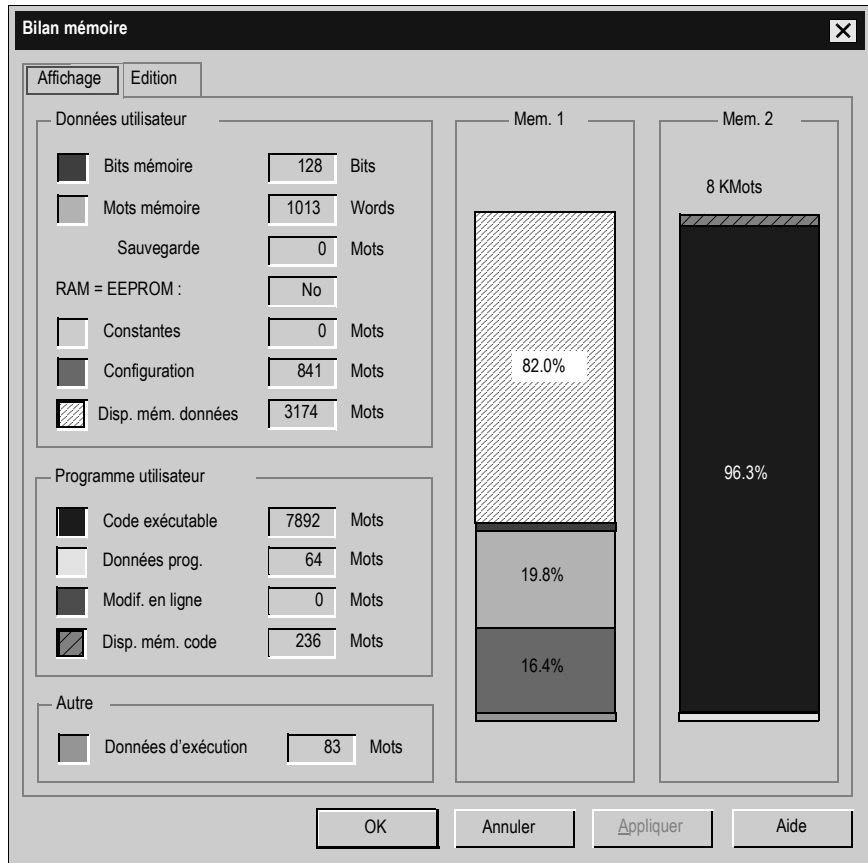 Bilan mémoire
Affichage Edition
Données utilisateur
Bits mémoire 128 Bits
Mots mémoire 1013 Words
Sauvegarde 0 Mots
RAM = EEPROM : No
Constantes 0 Mots
Configuration 841 Mots
Disp. mém. données 3174 Mots
Programme utilisateur
Code exécutable 7892 Mots
Données prog. 64 Mots
Modif. en ligne 0 Mots
Disp. mém. code 236 Mots
Autre
Données d'exécution 83 Mots
Mem. 1
82.0%
19.8%
16.4%
Mem. 2
8 KMots
96.3%
OK Annuler Appliquer Aide